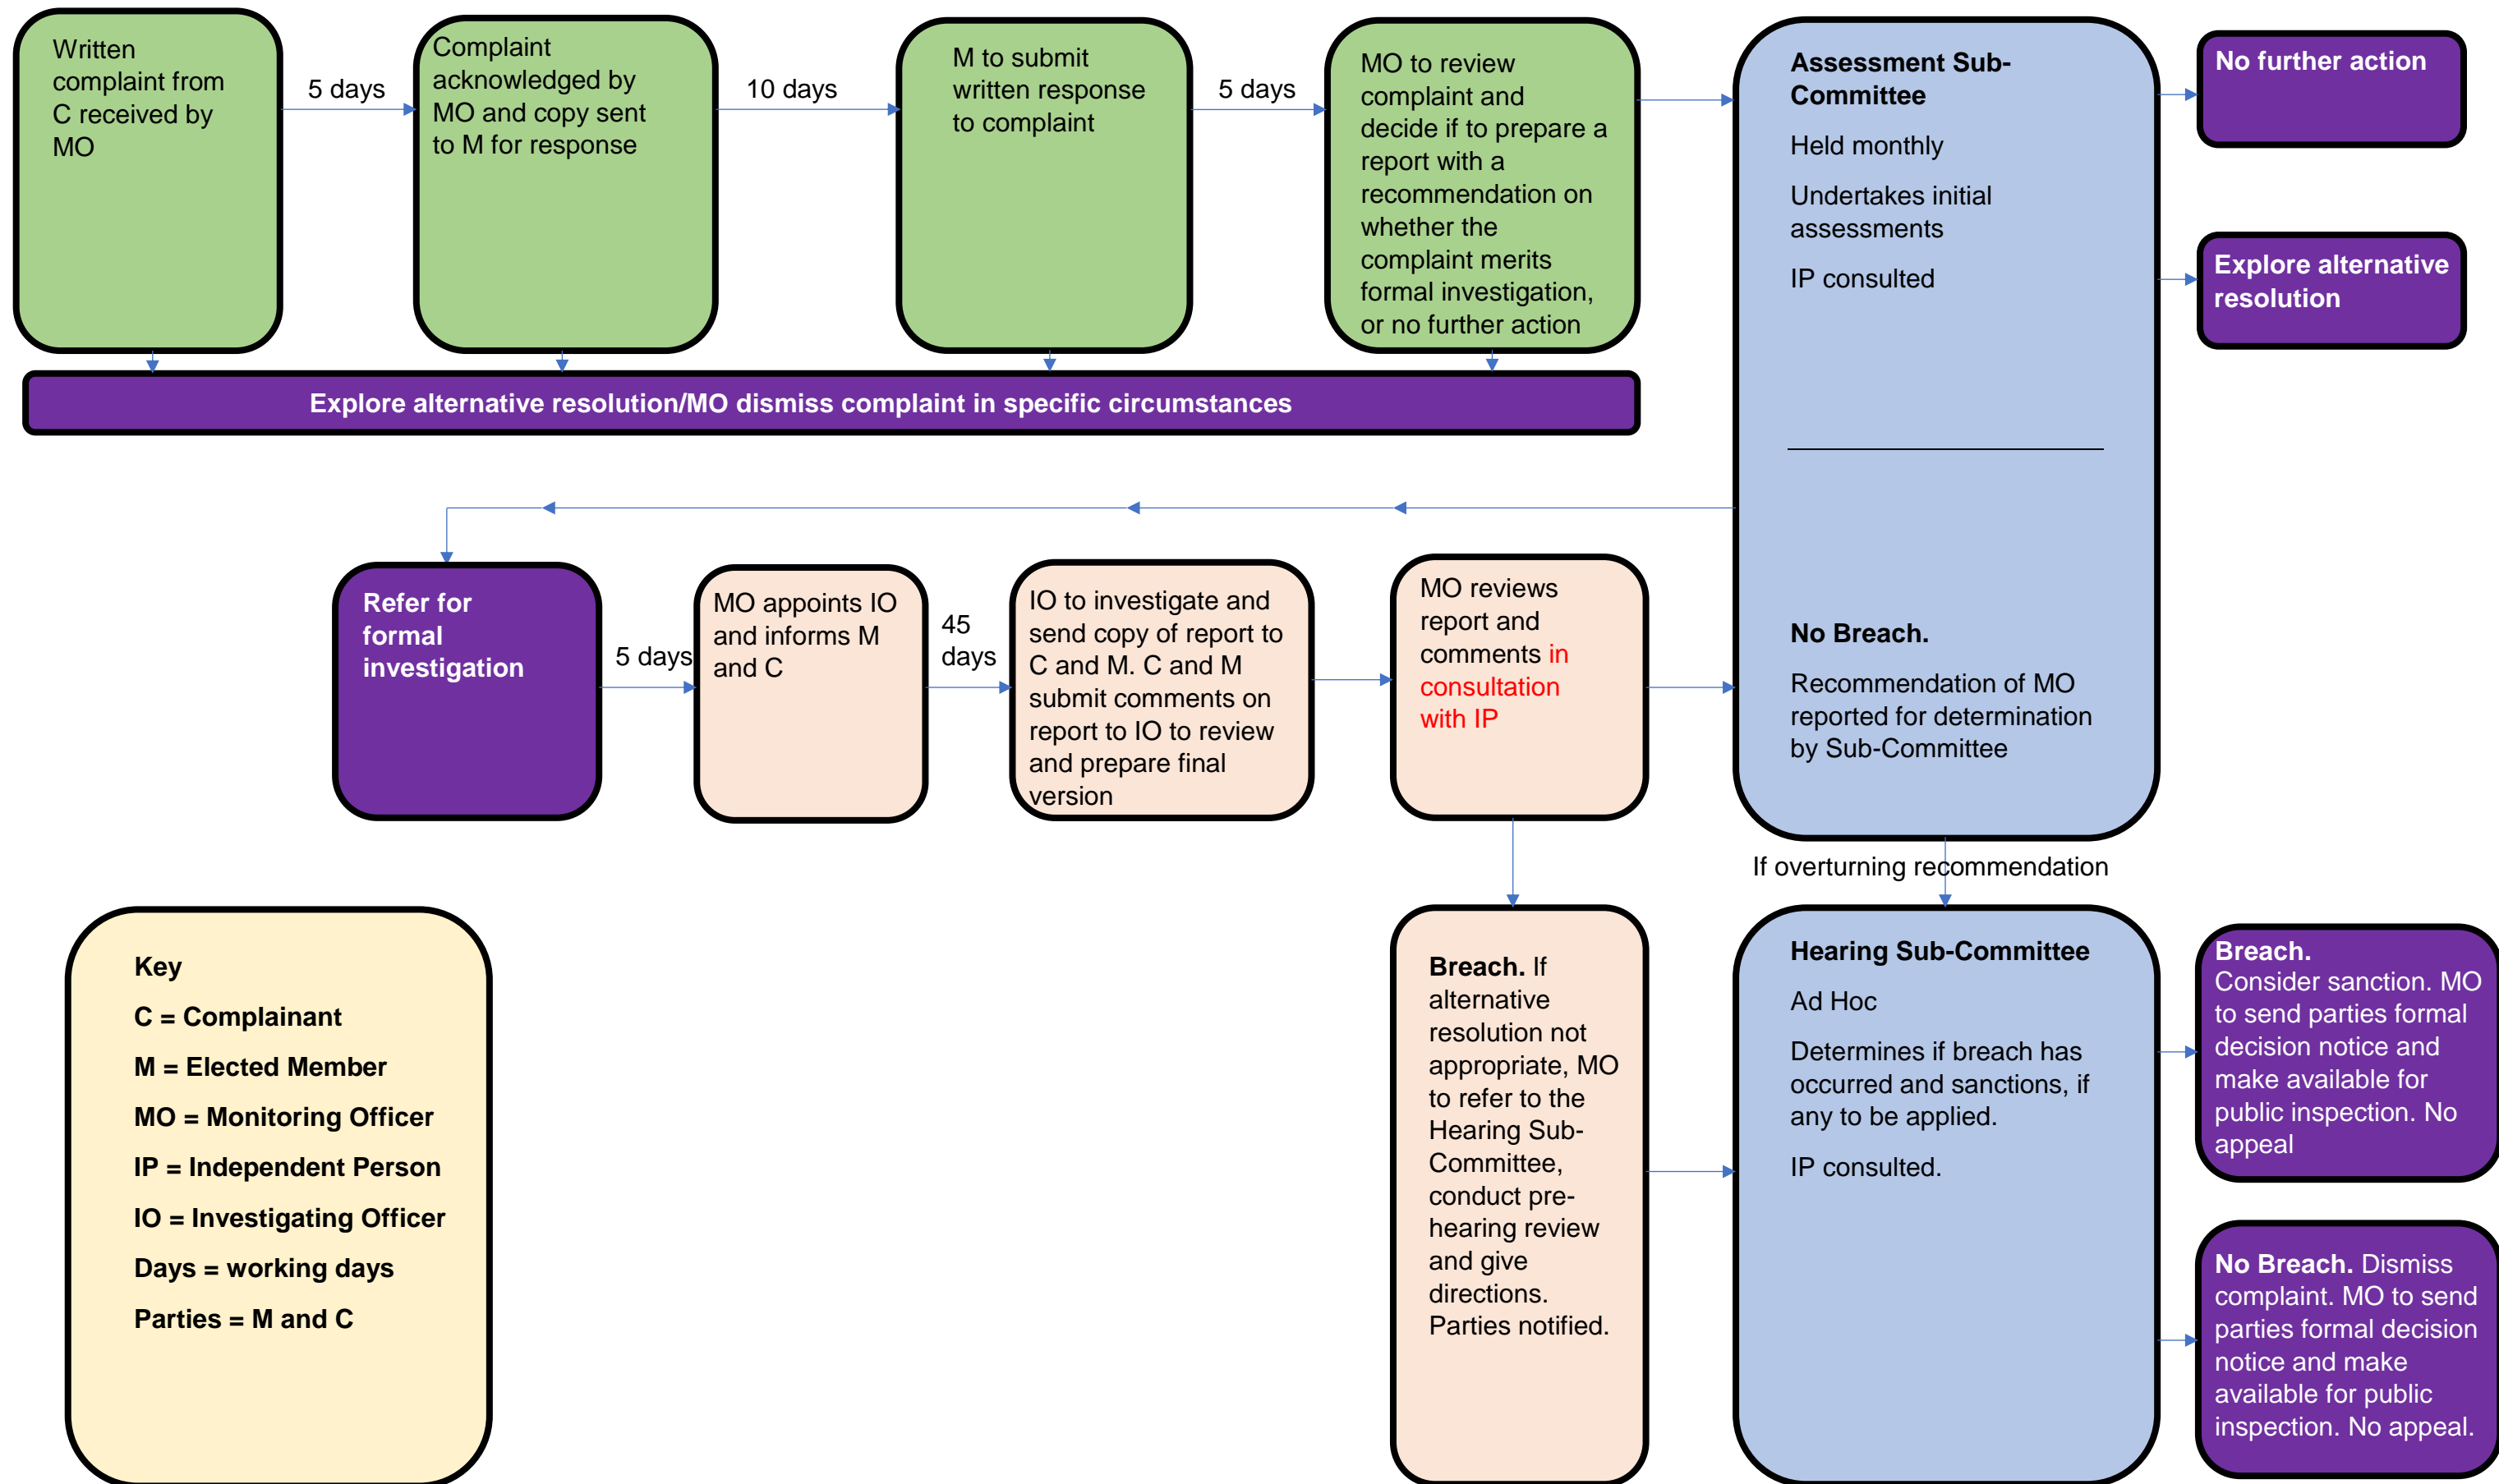 Written
complaint from
C received by
MO
5 days
Complaint
acknowledged by
MO and copy sent
to M for response
10 days
M to submit
written response
to complaint
5 days
MO to review
complaint and
decide if to prepare a
report with a
recommendation on
whether the
complaint merits
formal investigation,
or no further action
Assessment Sub-
Committee
Held monthly
Undertakes initial
assessments
IP consulted
No further action
Explore alternative
resolution
Explore alternative resolution/MO dismiss complaint in specific circumstances
Refer for
formal
investigation
5 days
MO appoints IO
and informs M
and C
45
days
IO to investigate and
send copy of report to
C and M. C and M
submit comments on
report to IO to review
and prepare final
version
MO reviews
report and
comments in
consultation
with IP
No Breach.
Recommendation of MO
reported for determination
by Sub-Committee
If overturning recommendation
Key
C = Complainant
M = Elected Member
MO = Monitoring Officer
IP = Independent Person
IO = Investigating Officer
Days = working days
Parties = M and C
Breach. If
alternative
resolution not
appropriate, MO
to refer to the
Hearing Sub-
Committee,
conduct pre-
hearing review
and give
directions.
Parties notified.
Hearing Sub-Committee
Ad Hoc
Determines if breach has
occurred and sanctions, if
any to be applied.
IP consulted.
Breach.
Consider sanction. MO
to send parties formal
decision notice and
make available for
public inspection. No
appeal
No Breach. Dismiss
complaint. MO to send
parties formal decision
notice and make
available for public
inspection. No appeal.